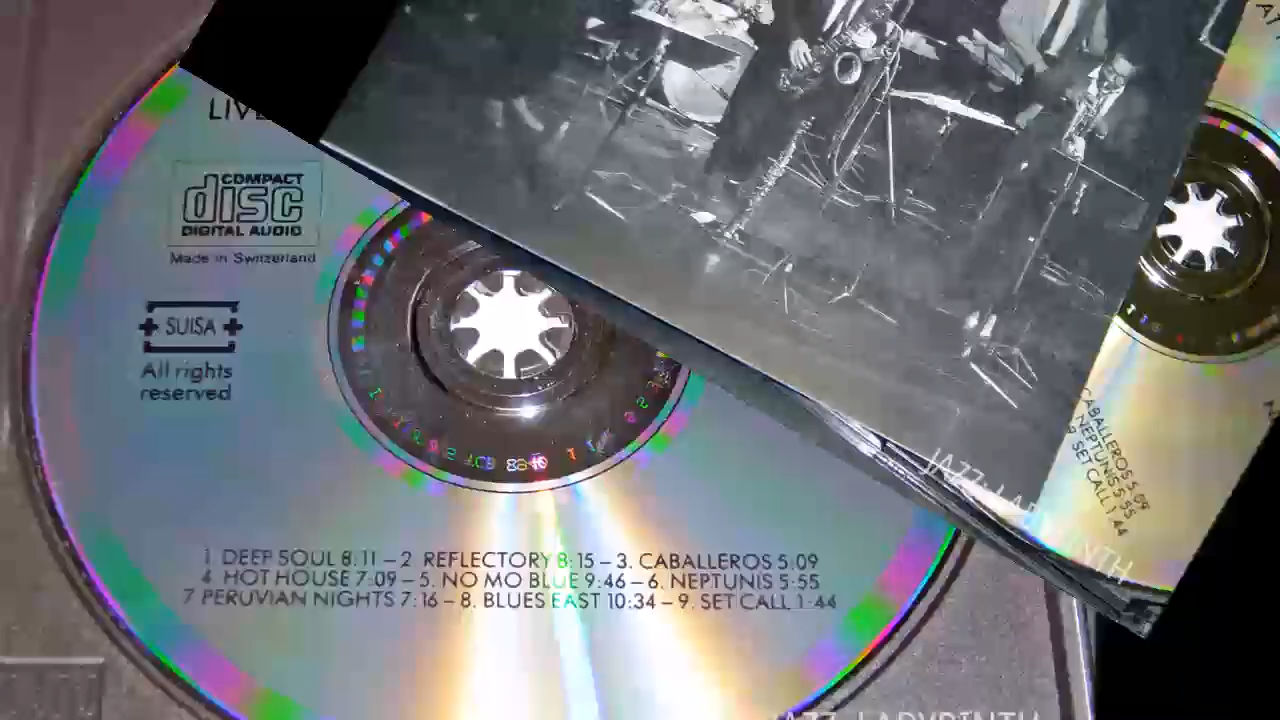 LIVE
COMPACT
disc
DIGITAL AUDIO
Made in Switzerland
SUISA
All rights
reserved
1 DEEP SOUL 8:11 – 2 REFLECTORY 8:15 – 3. CABALLEROS 5:09
4 HOT HOUSE 7:09 – 5. NO MO BLUE 9:46 – 6. NEPTUNIS 5:55
7 PERUVIAN NIGHTS 7:16 – 8. BLUES EAST 10:34 – 9. SET CALL 1:44
JAZZ-LABYRINTH
CABALLEROS 5:09
NEPTUNIS 5:55
9 SET CALL 1:44
JAZZ-LABYRINTH